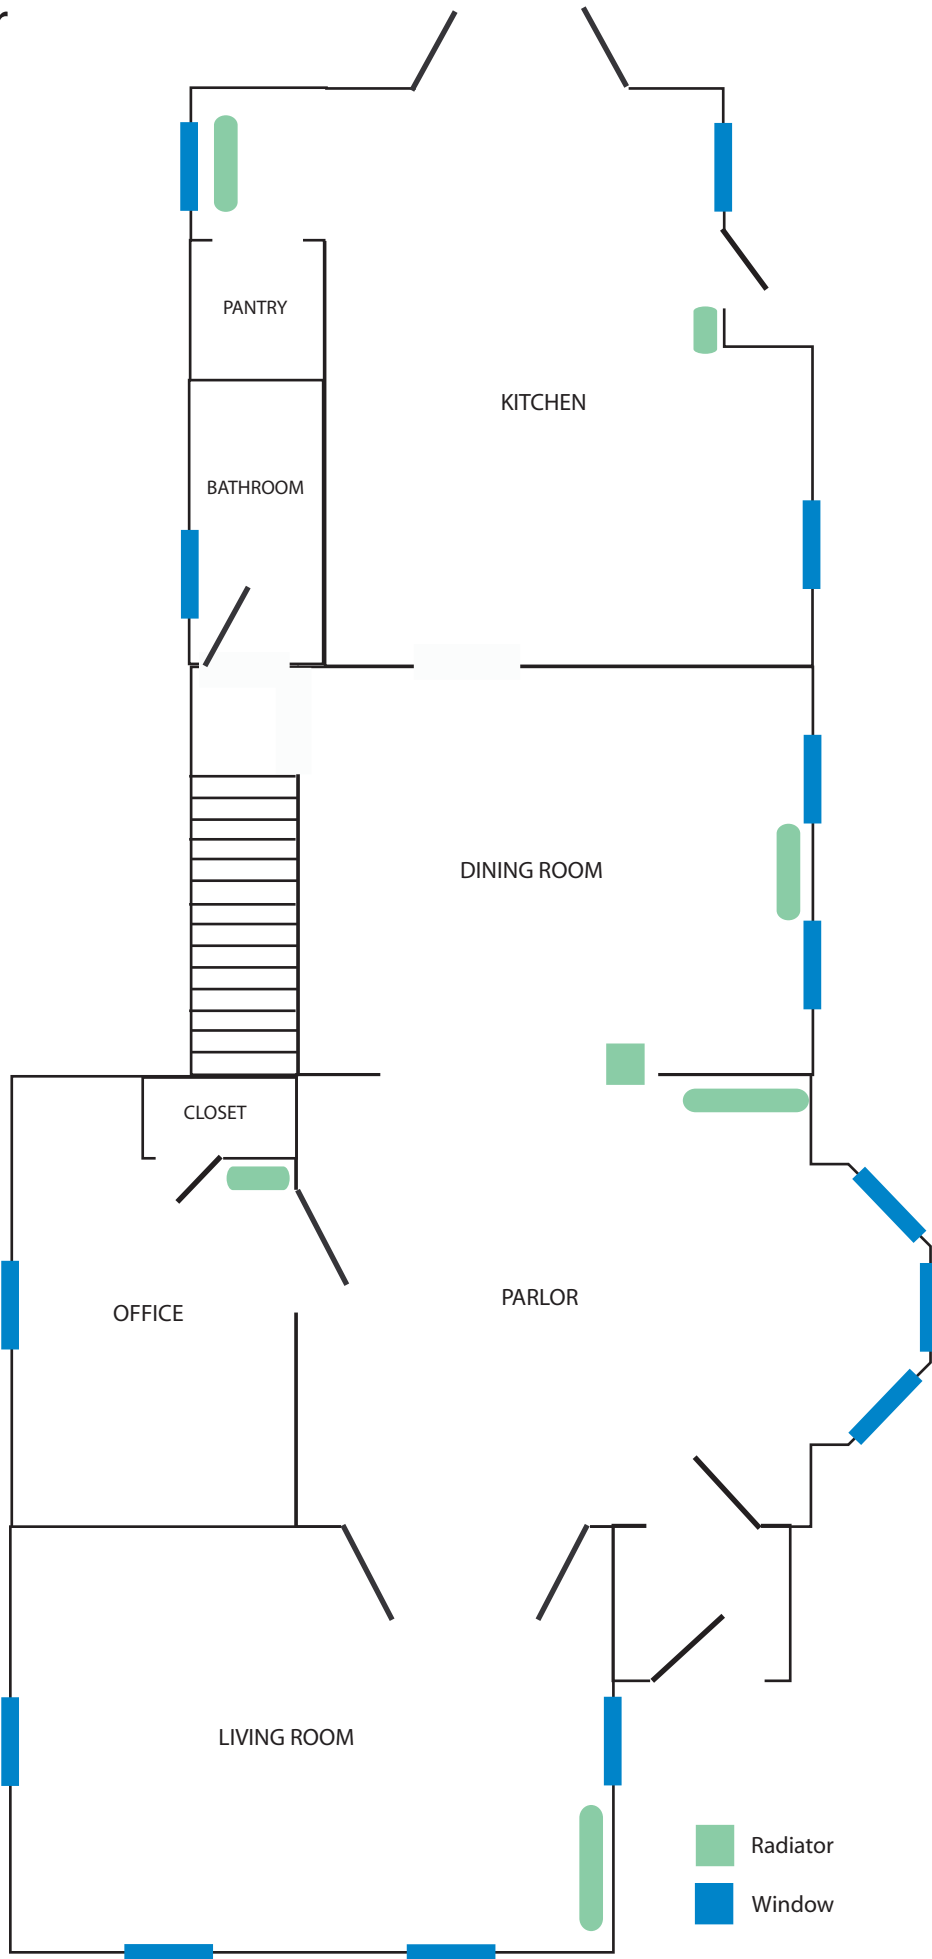 r
PANTRY
KITCHEN
BATHROOM
DINING ROOM
CLOSET
PARLOR
OFFICE
LIVING ROOM
Radiator
Window